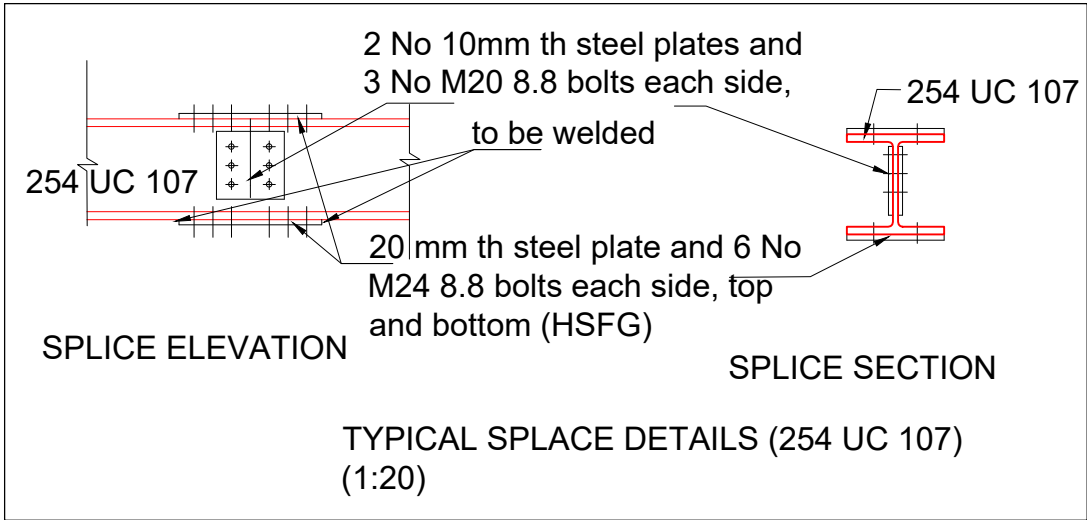 2 No 10mm th steel plates and
3 No M20 8.8 bolts each side,
254 UC 107
to be welded
254 UC 107
20 mm th steel plate and 6 No
M24 8.8 bolts each side, top
and bottom (HSFG)
SPLICE ELEVATION
SPLICE SECTION
TYPICAL SPLACE DETAILS (254 UC 107)
(1:20)